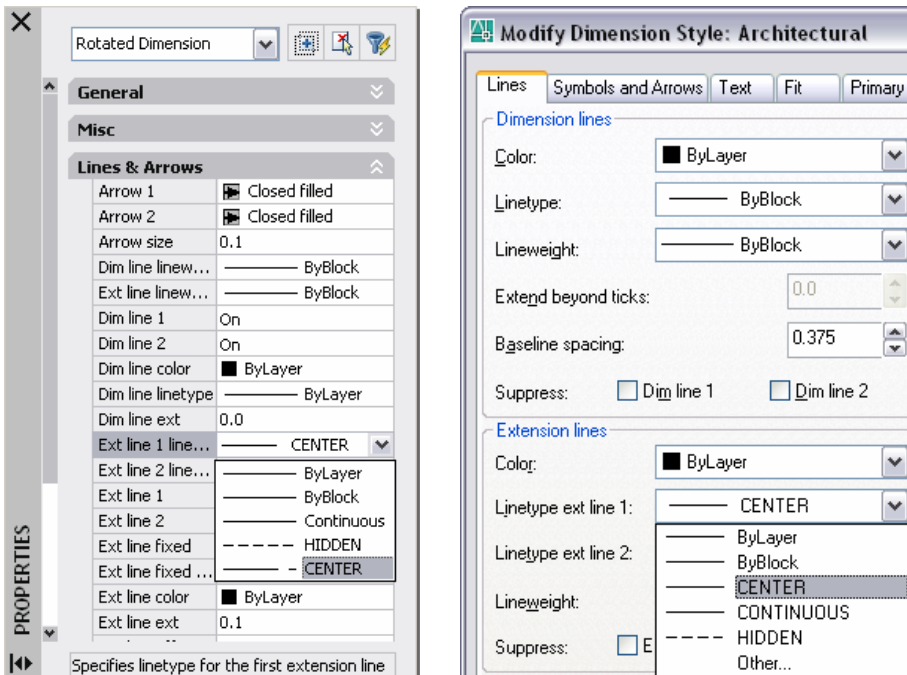 Rotated Dimension
General
Misc
Lines & Arrows
Arrow 1 Closed filled
Arrow 2 Closed filled
Arrow size 0.1
Dim line linew... ByBlock
Ext line linew... ByBlock
Dim line 1 On
Dim line 2 On
Dim line color ByLayer
Dim line linetype ByLayer
Dim line ext 0.0
Ext line 1 line... CENTER
Ext line 2 line... ByLayer
Ext line 1 ByBlock
Ext line 2 Continuous
Ext line fixed HIDDEN
Ext line fixed ... CENTER
Ext line color ByLayer
Ext line ext 0.1
Specifies linetype for the first extension line
PROPERTIES
Modify Dimension Style: Architectural
Lines Symbols and Arrows Text Fit Primary
Dimension lines
Color: ByLayer
Linetype: ByBlock
Lineweight: ByBlock
Extend beyond ticks: 0.0
Baseline spacing: 0.375
Suppress: Dim line 1 Dim line 2
Extension lines
Color: ByLayer
Linetype ext line 1: CENTER
Linetype ext line 2:
Lineweight:
Suppress: E
ByLayer
ByBlock
CENTER
CONTINUOUS
HIDDEN
Other...